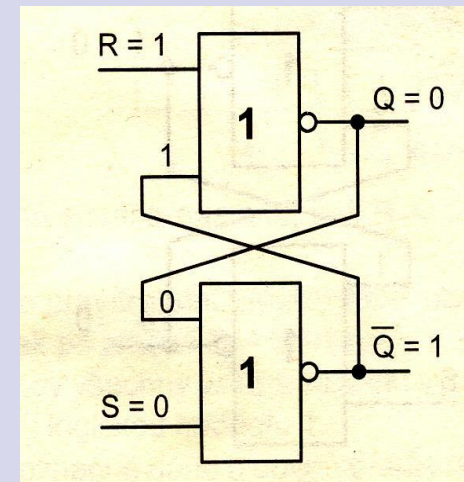 R = 1
1
Q = 0
1
0
1
Q̅ = 1
S = 0